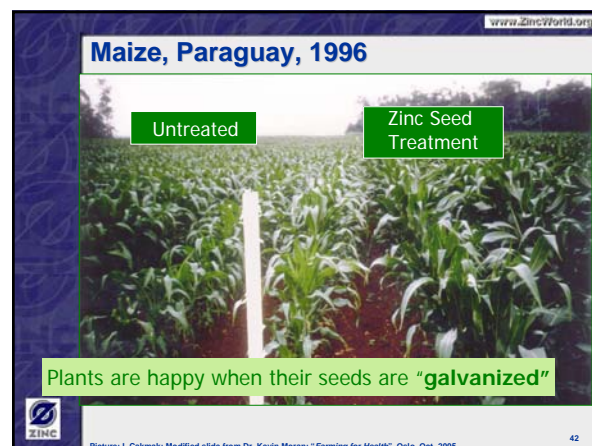 www.ZincWorld.org
Maize, Paraguay, 1996
Untreated
Zinc Seed
Treatment
Plants are happy when their seeds are “galvanized”
ZINC
ZINC
Picture: I. Cakmak; Modified slide from Dr. Kevin Moran: "Farming for Health", Oslo, Oct. 2005
42